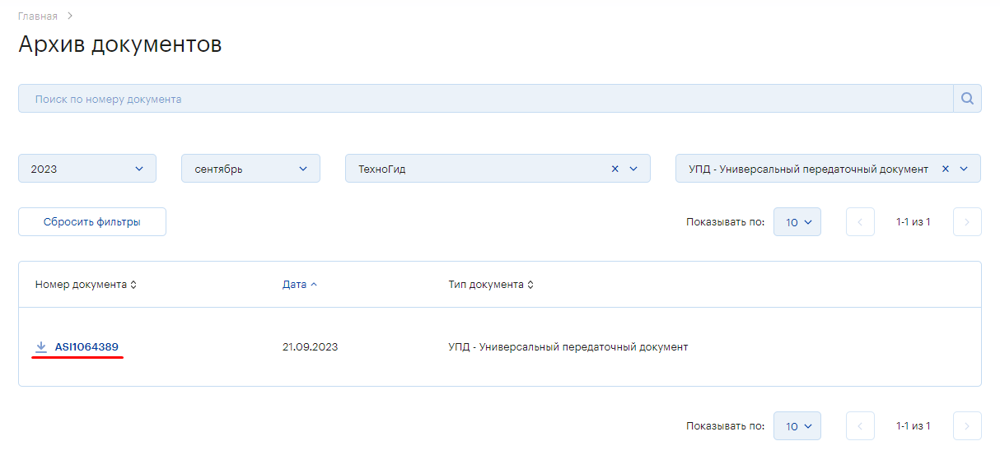 Главная
Архив документов
Поиск по номеру документа
2023 сентябрь ТехноГид УПД - Универсальный передаточный документ
Сбросить фильтры Показывать по: 10 1-1 из 1
Номер документа Дата Тип документа
ASI1064389 21.09.2023 УПД - Универсальный передаточный документ
Показывать по: 10 1-1 из 1